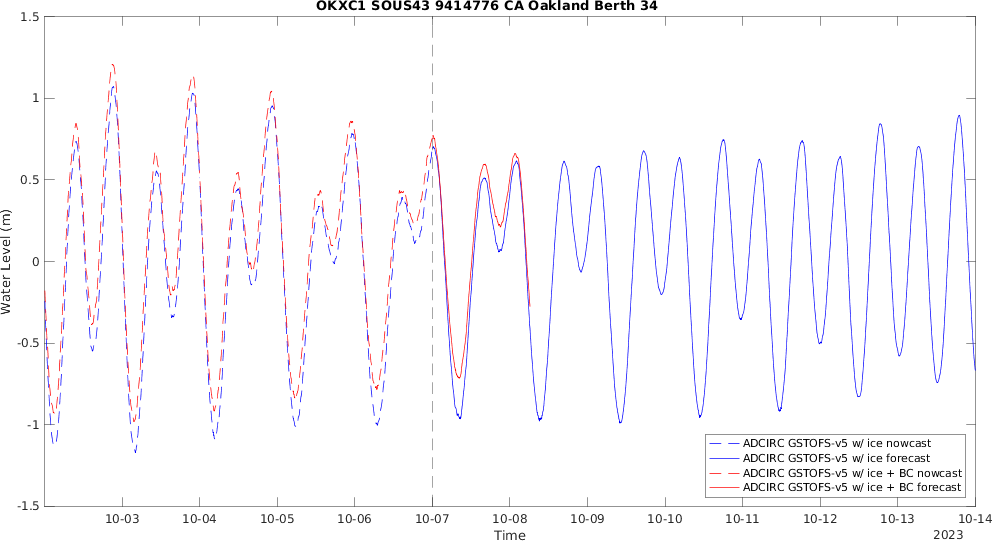 OKXC1 SOUS43 9414776 CA Oakland Berth 34
1.5
1
0.5
0
-0.5
-1
-1.5
Water Level (m)
10-03 10-04 10-05 10-06 10-07 10-08 10-09 10-10 10-11 10-12 10-13 10-14
Time
2023
ADCIRC GSTOFS-v5 w/ ice nowcast
ADCIRC GSTOFS-v5 w/ ice forecast
ADCIRC GSTOFS-v5 w/ ice + BC nowcast
ADCIRC GSTOFS-v5 w/ ice + BC forecast